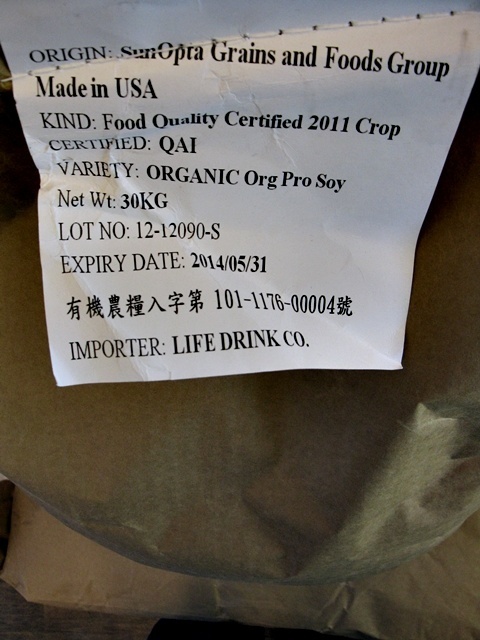 ORIGIN: SunOpta Grains and Foods Group
Made in USA
KIND: Food Quality Certified 2011 Crop
CERTIFIED: QAI
VARIETY: ORGANIC Org Pro Soy
Net Wt: 30KG
LOT NO: 12-12090-S
EXPIRY DATE: 2014/05/31
有機農糧入字第 101-1176-00004號
IMPORTER: LIFE DRINK CO.